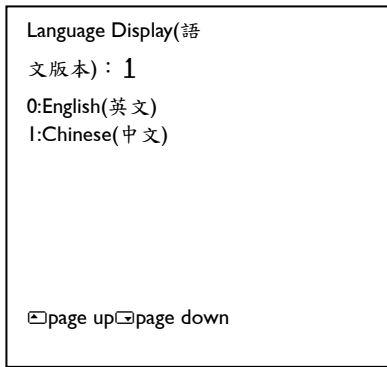 Language Display(語
文版本)：1
0:English(英文)
1:Chinese(中文)
page up page down